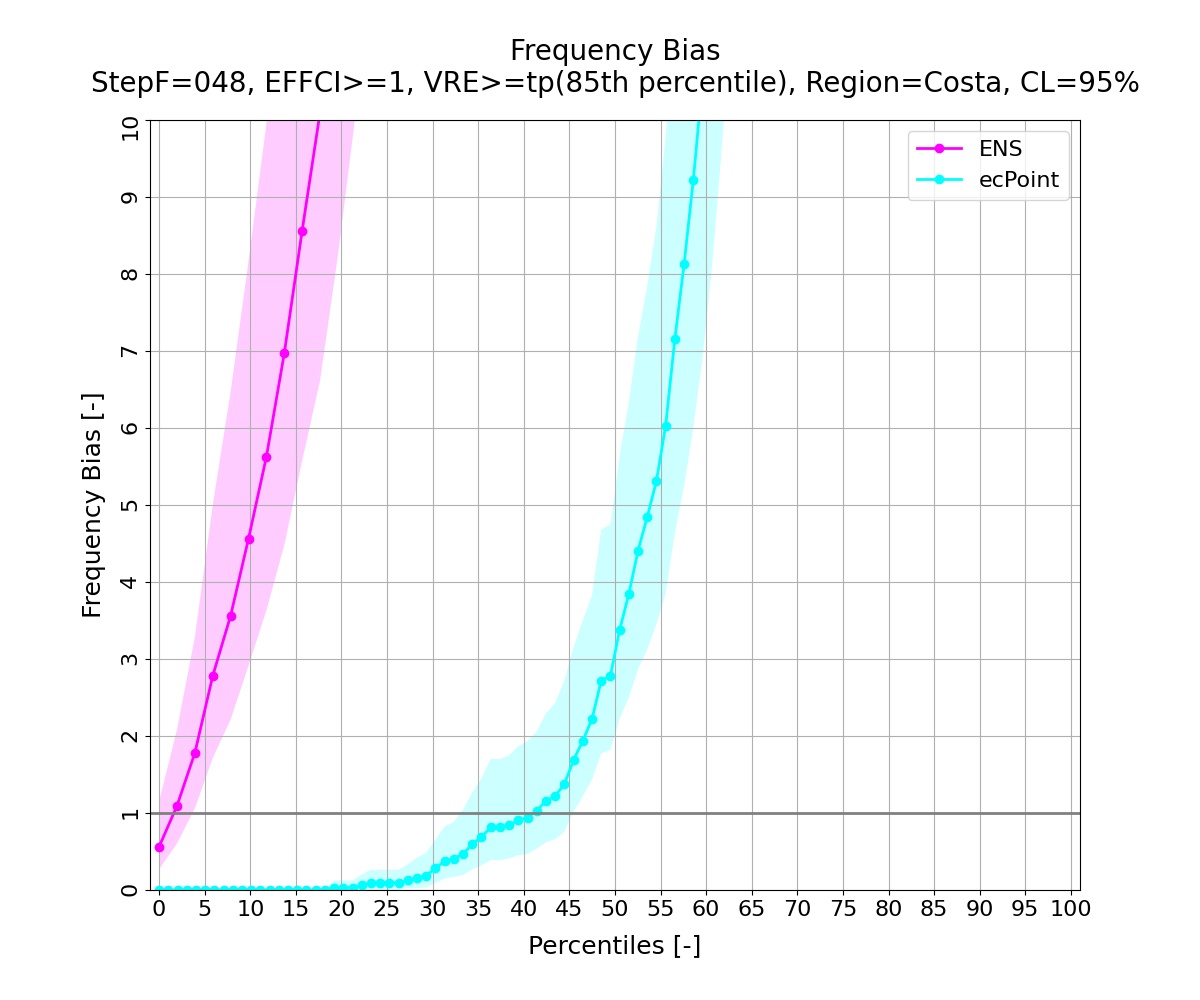 Frequency Bias
StepF=048, EFFCI>=1, VRE>=tp(85th percentile), Region=Costa, CL=95%
ENS
ecPoint
Frequency Bias [-]
10
9
8
7
6
5
4
3
2
1
0
0 5 10 15 20 25 30 35 40 45 50 55 60 65 70 75 80 85 90 95 100
Percentiles [-]